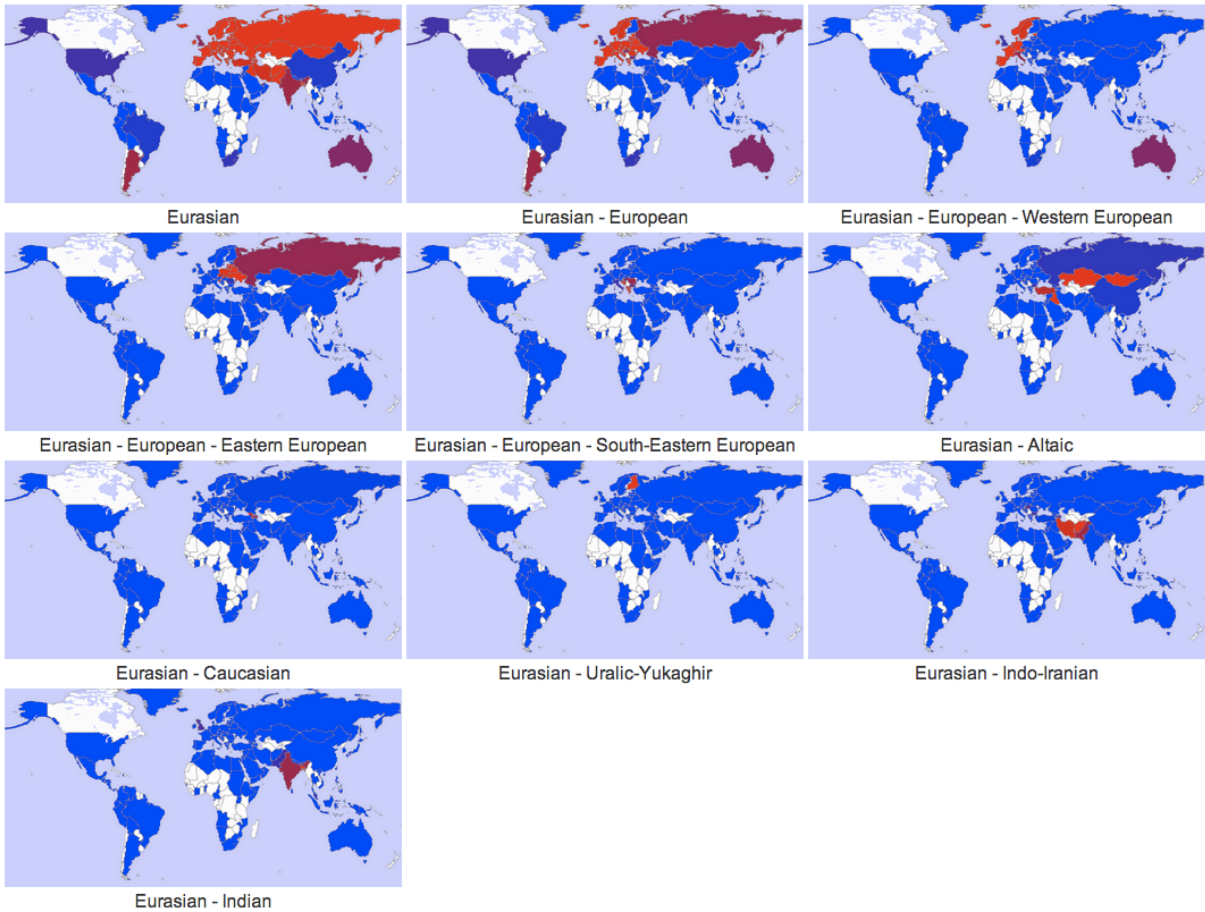 Eurasian
Eurasian - European
Eurasian - European - Western European
Eurasian - European - Eastern European
Eurasian - European - South-Eastern European
Eurasian - Altaic
Eurasian - Caucasian
Eurasian - Uralic-Yukaghir
Eurasian - Indo-Iranian
Eurasian - Indian